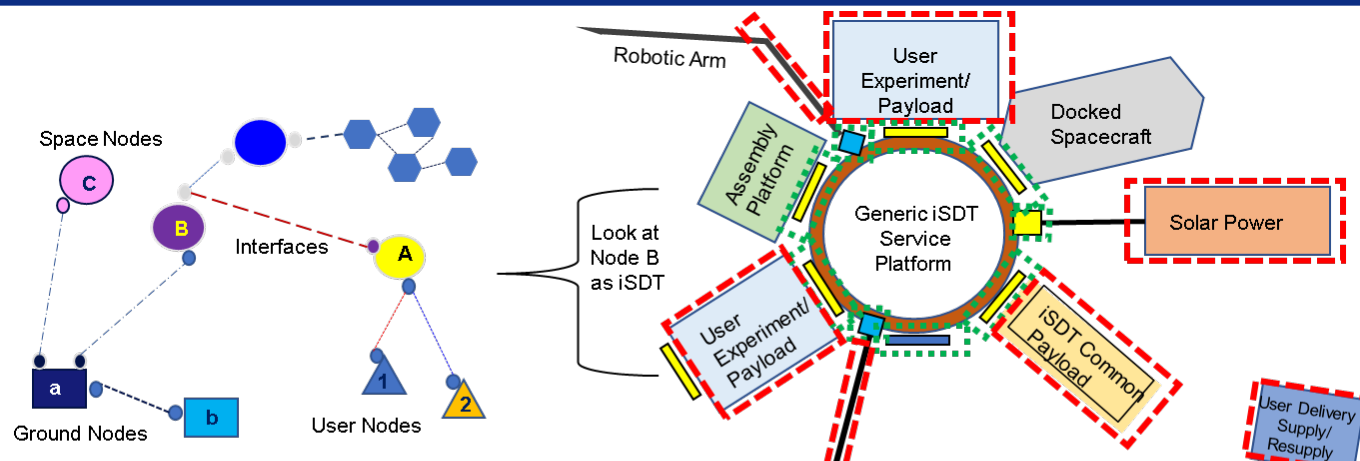 Space Nodes
C
B
Interfaces
A
a
b
Ground Nodes
1
2
User Nodes
Look at
Node B
as iSDT
Robotic Arm
User
Experiment/
Payload
Docked
Spacecraft
Assembly
Platform
Generic iSDT
Service
Platform
Solar Power
User
Experiment/
Payload
iSDT Common
Payload
User Delivery
Supply/
Resupply